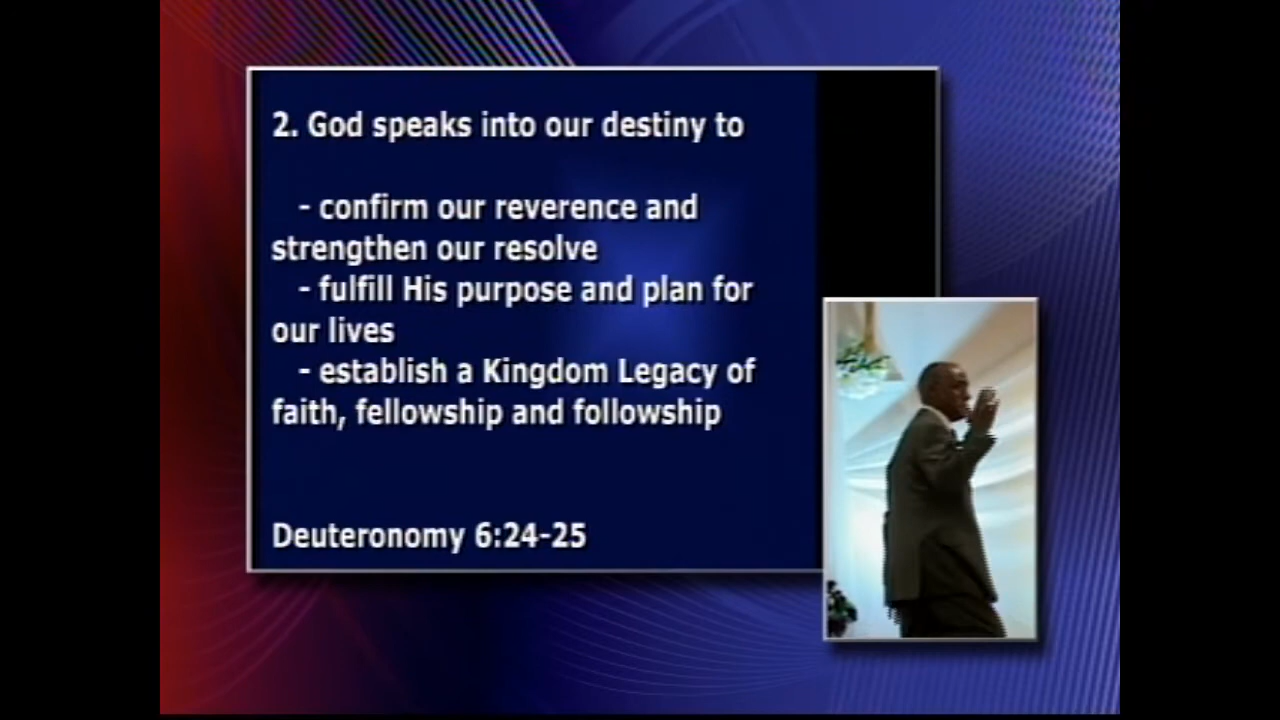 2. God speaks into our destiny to
- confirm our reverence and
strengthen our resolve
- fulfill His purpose and plan for
our lives
- establish a Kingdom Legacy of
faith, fellowship and followship
Deuteronomy 6:24-25